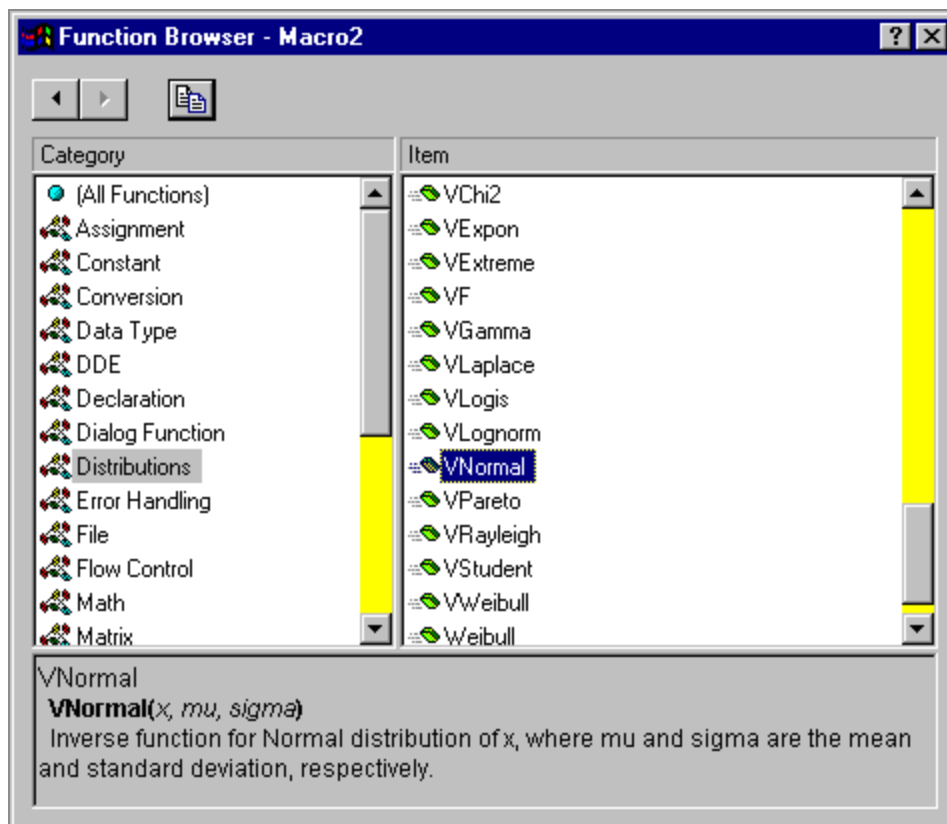 Function Browser - Macro2
Category
(All Functions)
Assignment
Constant
Conversion
Data Type
DDE
Declaration
Dialog Function
Distributions
Error Handling
File
Flow Control
Math
Matrix
Item
VChi2
VExpon
VExtreme
VF
VGamma
VLaplace
VLogis
VLognorm
VNormal
VPareto
VRayleigh
VStudent
VWeibull
Weibull
VNormal
VNormal(x, mu, sigma)
Inverse function for Normal distribution of x, where mu and sigma are the mean
and standard deviation, respectively.